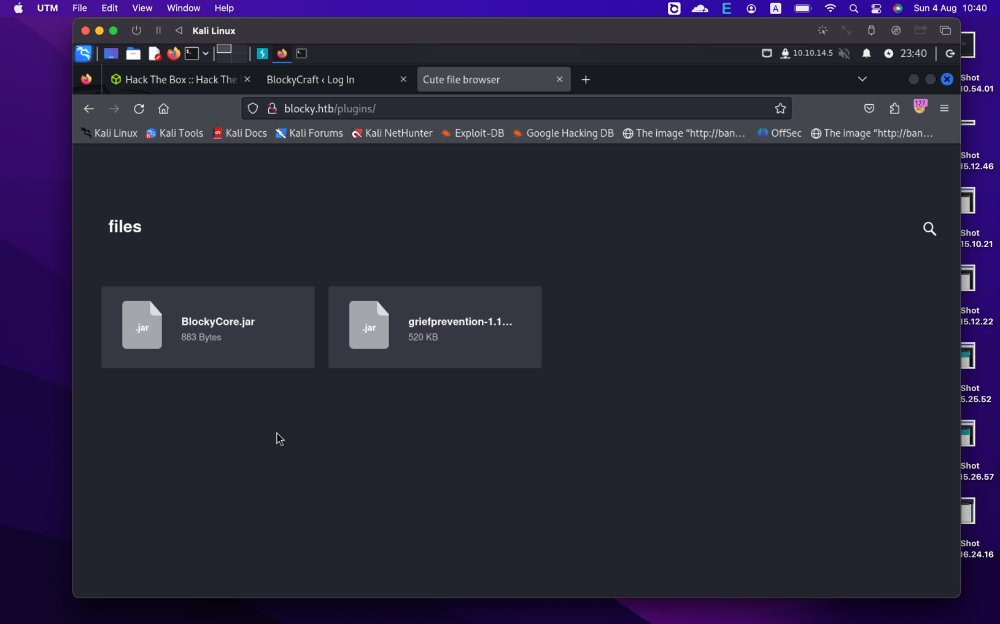 UTM File Edit View Window Help
E A Sun 4 Aug 10:40
Kali Linux
10.10.14.5 23:40
Hack The Box :: Hack The
BlockyCraft ‹ Log In
Cute file browser
blocky.htb/plugins/
127.
Kali Linux Kali Tools Kali Docs Kali Forums Kali NetHunter Exploit-DB Google Hacking DB The image “http://ban... OffSec The image “http://ban...
files
.jar
BlockyCore.jar
883 Bytes
.jar
griefprevention-1.1...
520 KB
Shot
0.54.01
Shot
15.12.46
Shot
15.10.21
Shot
15.12.22
Shot
5.25.52
Shot
15.26.57
Shot
16.24.16